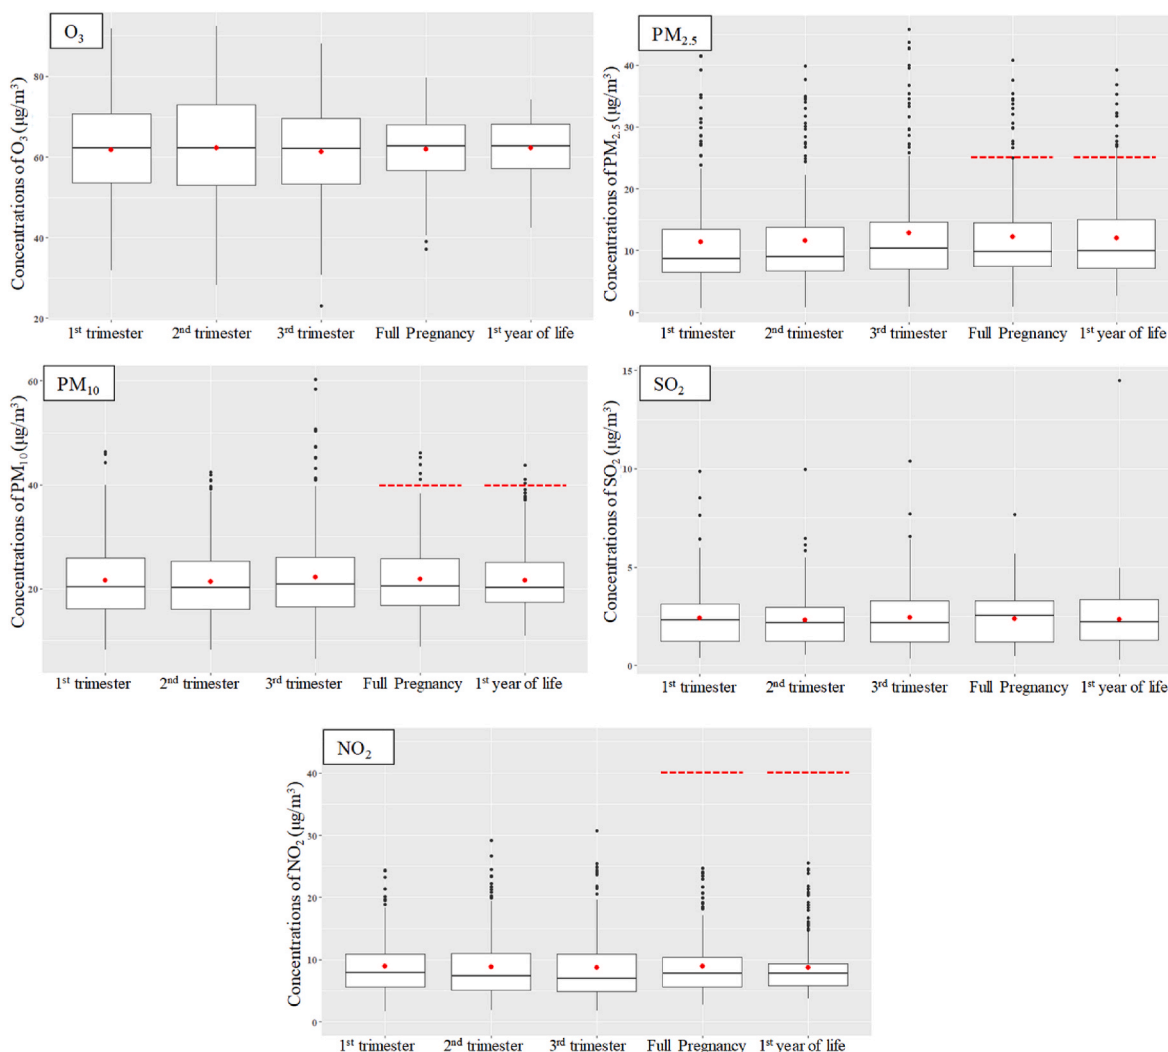 O₃
Concentrations of O₃ (µg/m³)
80
60
40
20
1st trimester 2nd trimester 3rd trimester Full Pregnancy 1st year of life
PM₂.₅
Concentrations of PM₂.₅ (µg/m³)
40
30
20
10
0
1st trimester 2nd trimester 3rd trimester Full Pregnancy 1st year of life
PM₁₀
Concentrations of PM₁₀ (µg/m³)
60
40
20
1st trimester 2nd trimester 3rd trimester Full Pregnancy 1st year of life
SO₂
Concentrations of SO₂ (µg/m³)
15
10
5
0
1st trimester 2nd trimester 3rd trimester Full Pregnancy 1st year of life
NO₂
Concentrations of NO₂ (µg/m³)
40
30
20
10
0
1st trimester 2nd trimester 3rd trimester Full Pregnancy 1st year of life